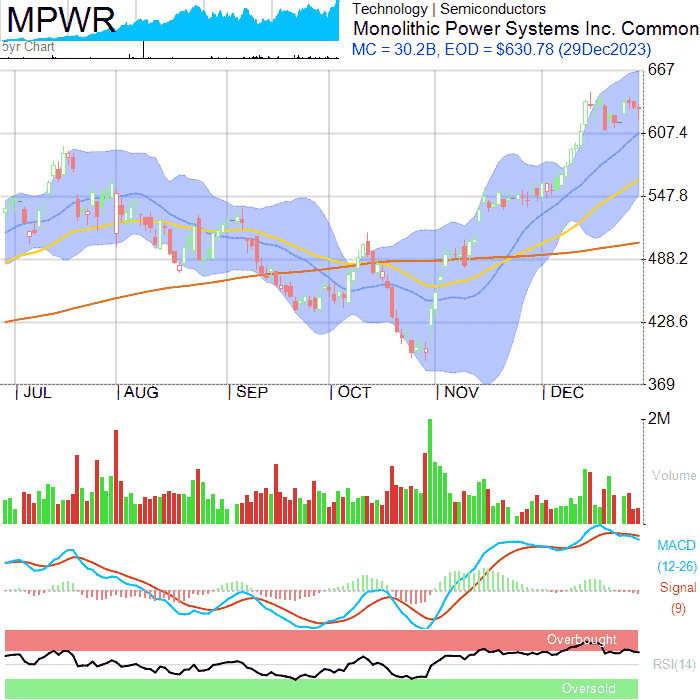 MPWR
5yr Chart
Technology | Semiconductors
Monolithic Power Systems Inc. Common
MC = 30.2B, EOD = $630.78 (29Dec2023)
667
607.4
547.8
488.2
428.6
369
JUL AUG SEP OCT NOV DEC
2M
Volume
MACD
(12-26)
Signal
(9)
Overbought
RSI(14)
Oversold